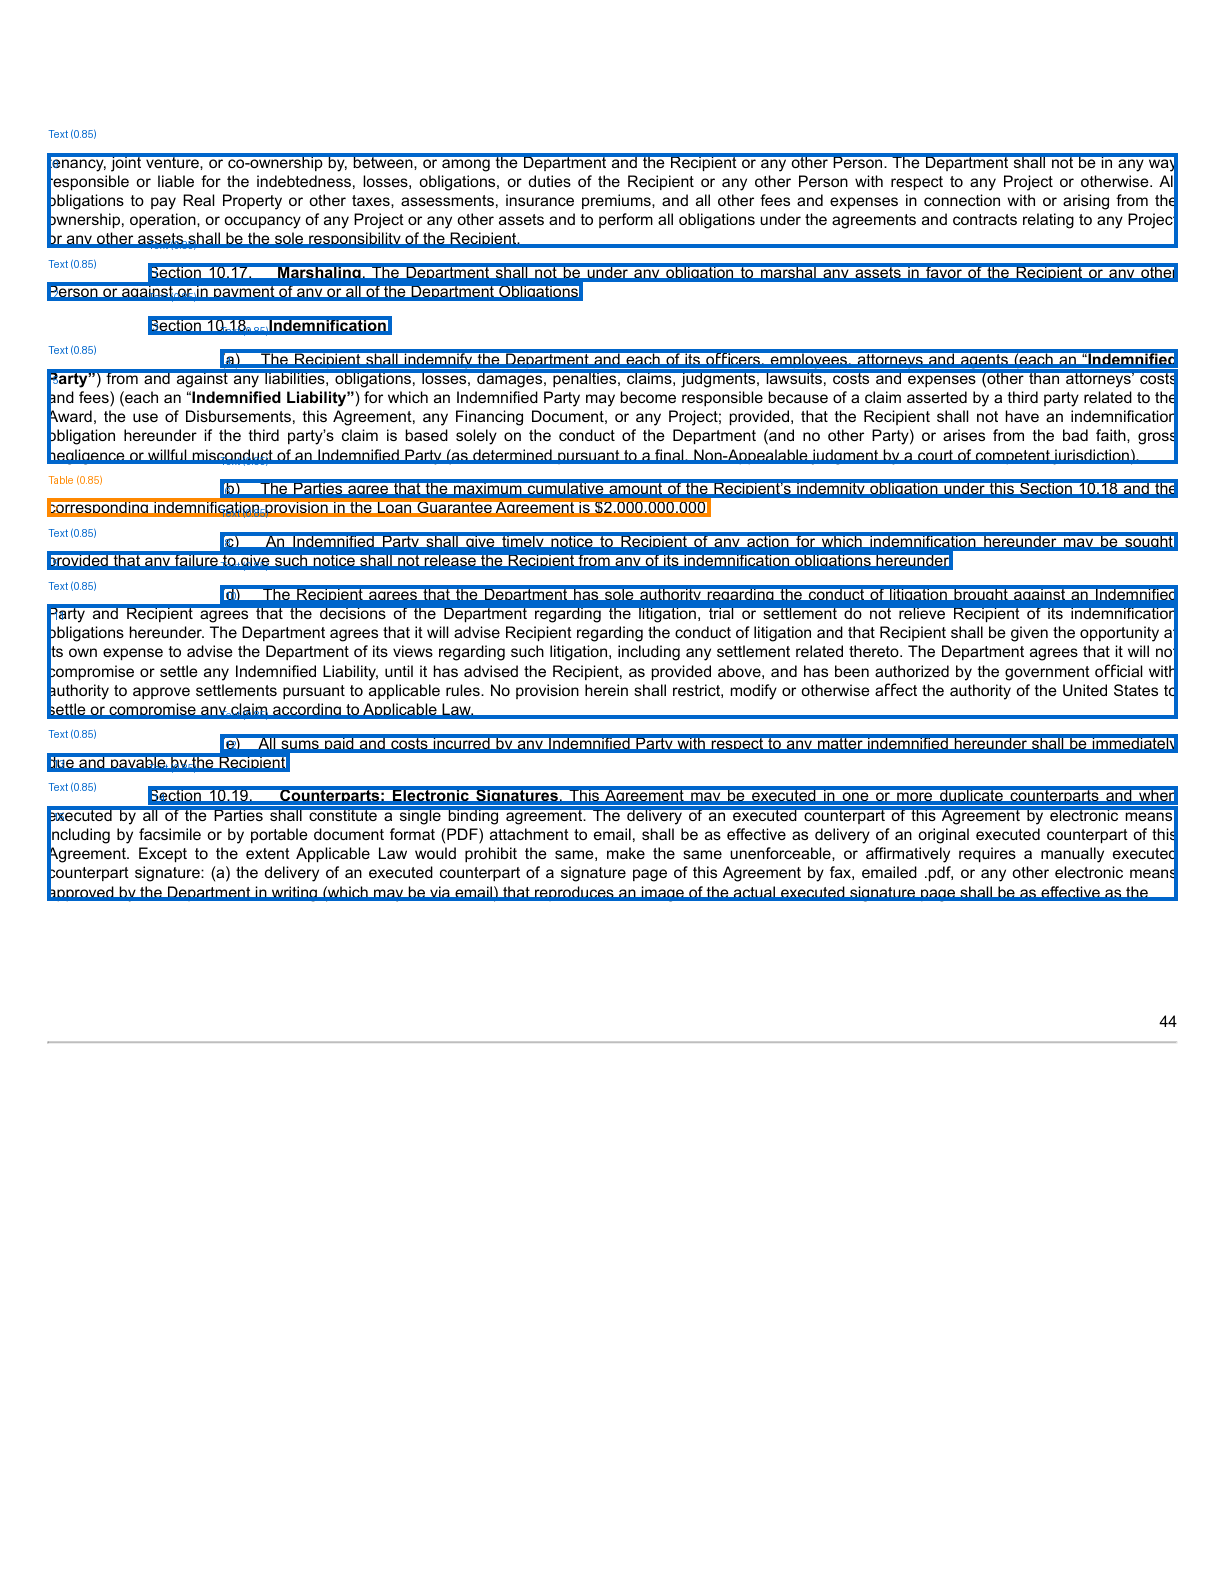 Text (0.85)
tenancy, joint venture, or co-ownership by, between, or among the Department and the Recipient or any other Person. The Department shall not be in any way
responsible or liable for the indebtedness, losses, obligations, or duties of the Recipient or any other Person with respect to any Project or otherwise. All
obligations to pay Real Property or other taxes, assessments, insurance premiums, and all other fees and expenses in connection with or arising from the
ownership, operation, or occupancy of any Project or any other assets and to perform all obligations under the agreements and contracts relating to any Project
or any other assets shall be the sole responsibility of the Recipient.
Text (0.85)
Section 10.17. Marshaling. The Department shall not be under any obligation to marshal any assets in favor of the Recipient or any other
Person or against or in payment of any or all of the Department Obligations
Section 10.18 Indemnification
Text (0.85)
(a) The Recipient shall indemnify the Department and each of its officers, employees, attorneys and agents (each an “Indemnified
Party”) from and against any liabilities, obligations, losses, damages, penalties, claims, judgments, lawsuits, costs and expenses (other than attorneys’ costs
and fees) (each an “Indemnified Liability”) for which an Indemnified Party may become responsible because of a claim asserted by a third party related to the
Award, the use of Disbursements, this Agreement, any Financing Document, or any Project; provided, that the Recipient shall not have an indemnification
obligation hereunder if the third party’s claim is based solely on the conduct of the Department (and no other Party) or arises from the bad faith, gross
negligence or willful misconduct of an Indemnified Party (as determined pursuant to a final, Non-Appealable judgment by a court of competent jurisdiction).
Table (0.85)
(b) The Parties agree that the maximum cumulative amount of the Recipient’s indemnity obligation under this Section 10.18 and the
corresponding indemnification provision in the Loan Guarantee Agreement is $2,000,000,000
Text (0.85)
(c) An Indemnified Party shall give timely notice to Recipient of any action for which indemnification hereunder may be sought;
provided that any failure to give such notice shall not release the Recipient from any of its indemnification obligations hereunder
Text (0.85)
(d) The Recipient agrees that the Department has sole authority regarding the conduct of litigation brought against an Indemnified
Party and Recipient agrees that the decisions of the Department regarding the litigation, trial or settlement do not relieve Recipient of its indemnification
obligations hereunder. The Department agrees that it will advise Recipient regarding the conduct of litigation and that Recipient shall be given the opportunity at
its own expense to advise the Department of its views regarding such litigation, including any settlement related thereto. The Department agrees that it will not
compromise or settle any Indemnified Liability, until it has advised the Recipient, as provided above, and has been authorized by the government official with
authority to approve settlements pursuant to applicable rules. No provision herein shall restrict, modify or otherwise affect the authority of the United States to
settle or compromise any claim according to Applicable Law.
Text (0.85)
(e) All sums paid and costs incurred by any Indemnified Party with respect to any matter indemnified hereunder shall be immediately
due and payable by the Recipient
Text (0.85)
Section 10.19. Counterparts; Electronic Signatures. This Agreement may be executed in one or more duplicate counterparts and when
executed by all of the Parties shall constitute a single binding agreement. The delivery of an executed counterpart of this Agreement by electronic means,
including by facsimile or by portable document format (PDF) attachment to email, shall be as effective as delivery of an original executed counterpart of this
Agreement. Except to the extent Applicable Law would prohibit the same, make the same unenforceable, or affirmatively requires a manually executed
counterpart signature: (a) the delivery of an executed counterpart of a signature page of this Agreement by fax, emailed .pdf, or any other electronic means
approved by the Department in writing (which may be via email) that reproduces an image of the actual executed signature page shall be as effective as the
44